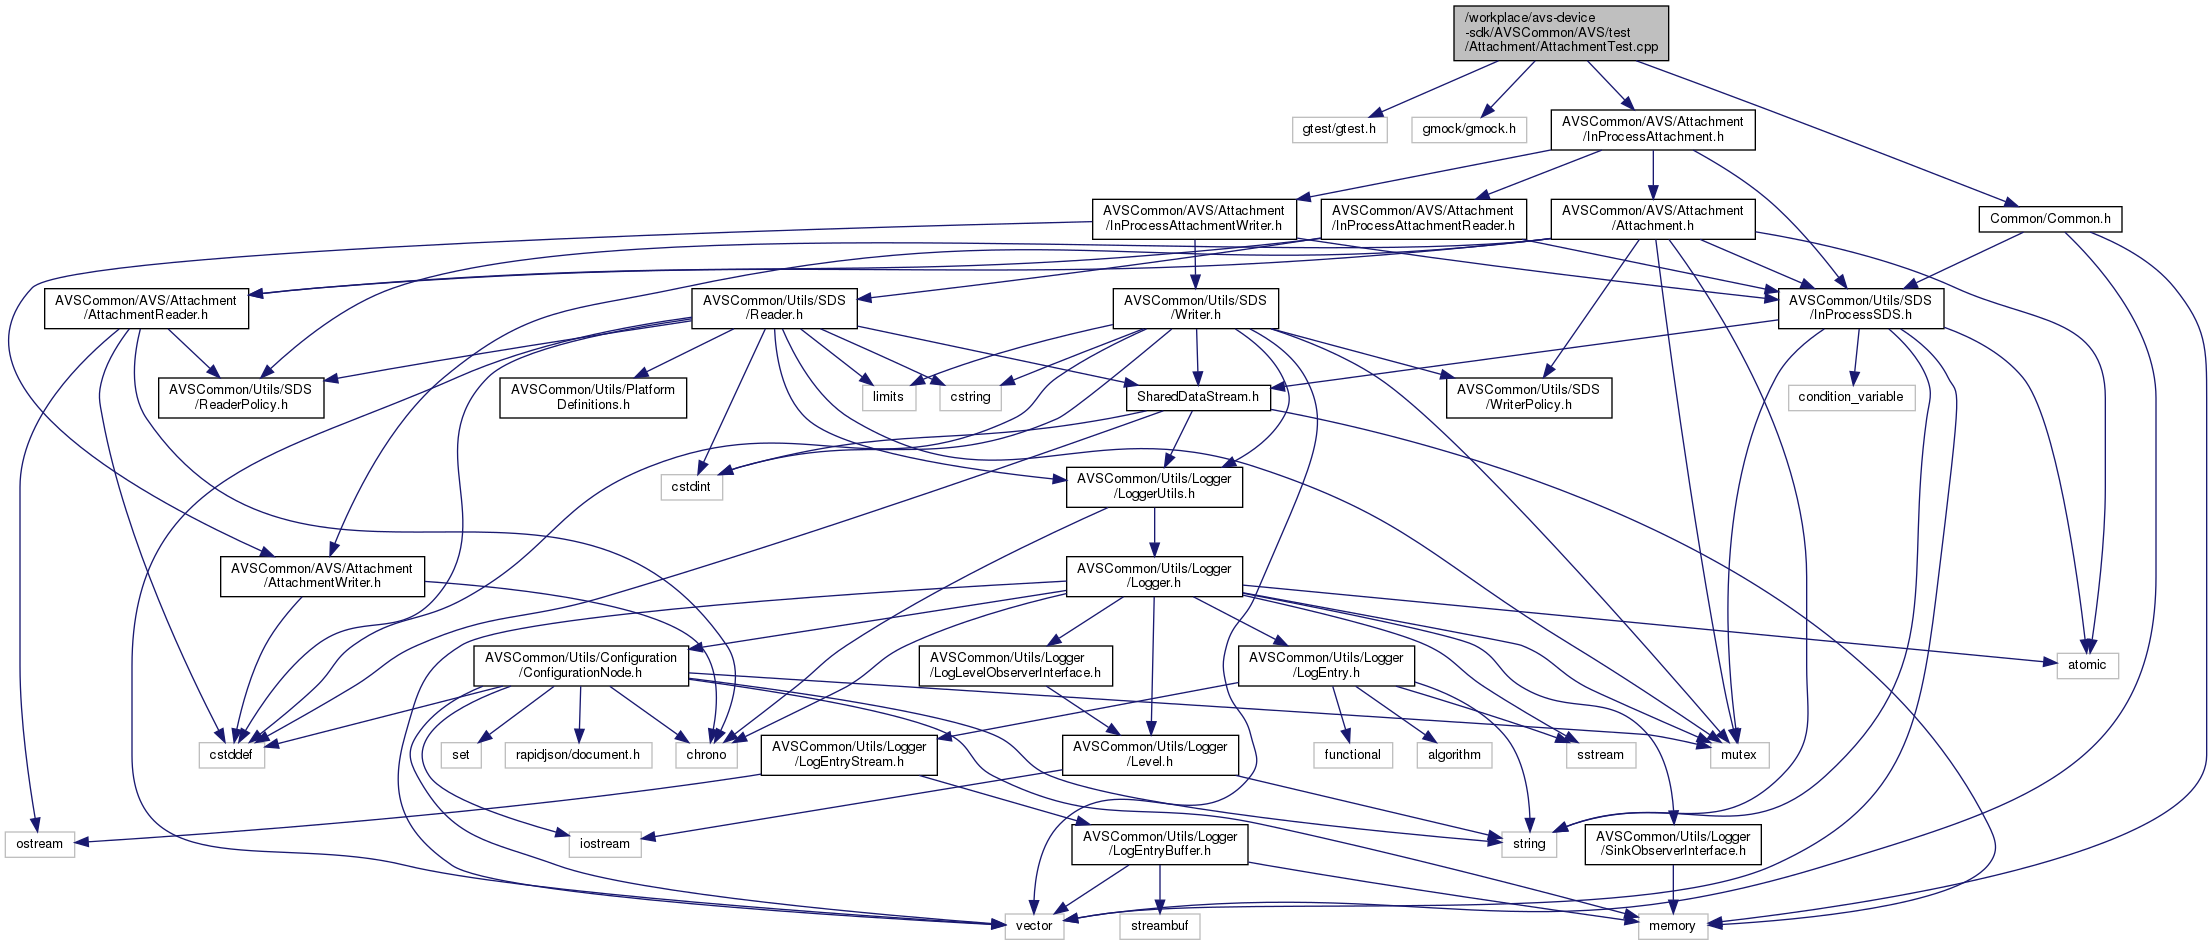 /workplace/avs-device
-sdk/AVSCommon/AVS/test
/Attachment/AttachmentTest.cpp
gtest/gtest.h
gmock/gmock.h
AVSCommon/AVS/Attachment
/InProcessAttachment.h
AVSCommon/AVS/Attachment
/InProcessAttachmentWriter.h
AVSCommon/AVS/Attachment
/InProcessAttachmentReader.h
AVSCommon/AVS/Attachment
/Attachment.h
Common/Common.h
AVSCommon/AVS/Attachment
/AttachmentReader.h
AVSCommon/Utils/SDS
/Reader.h
AVSCommon/Utils/SDS
/Writer.h
AVSCommon/Utils/SDS
/InProcessSDS.h
AVSCommon/Utils/SDS
/ReaderPolicy.h
AVSCommon/Utils/Platform
Definitions.h
limits
cstring
SharedDataStream.h
AVSCommon/Utils/SDS
/WriterPolicy.h
condition_variable
cstdint
AVSCommon/Utils/Logger
/LoggerUtils.h
AVSCommon/AVS/Attachment
/AttachmentWriter.h
AVSCommon/Utils/Logger
/Logger.h
AVSCommon/Utils/Configuration
/ConfigurationNode.h
AVSCommon/Utils/Logger
/LogLevelObserverInterface.h
AVSCommon/Utils/Logger
/LogEntry.h
atomic
cstddef
set
rapidjson/document.h
chrono
AVSCommon/Utils/Logger
/LogEntryStream.h
AVSCommon/Utils/Logger
/Level.h
functional
algorithm
sstream
mutex
ostream
iostream
AVSCommon/Utils/Logger
/LogEntryBuffer.h
string
AVSCommon/Utils/Logger
/SinkObserverInterface.h
vector
streambuf
memory